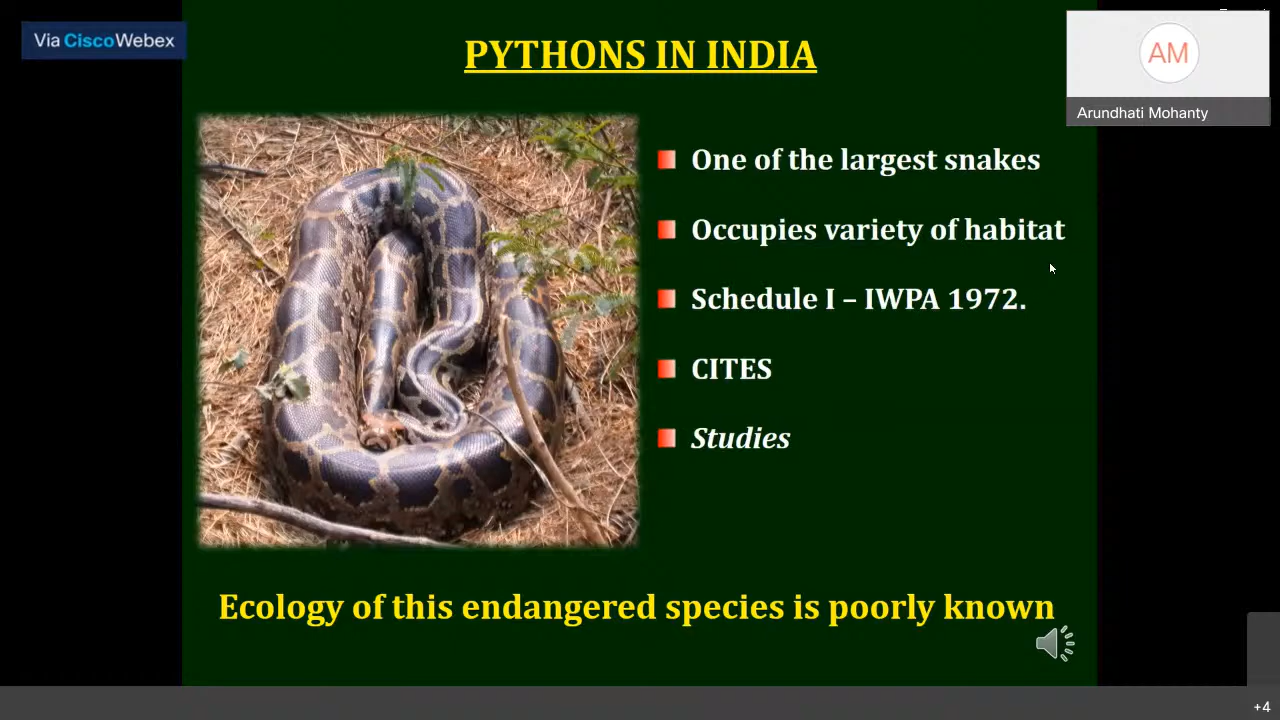 Via CiscoWebex
PYTHONS IN INDIA
AM
Arundhati Mohanty
One of the largest snakes
Occupies variety of habitat
Schedule I – IWPA 1972.
CITES
Studies
Ecology of this endangered species is poorly known
+4